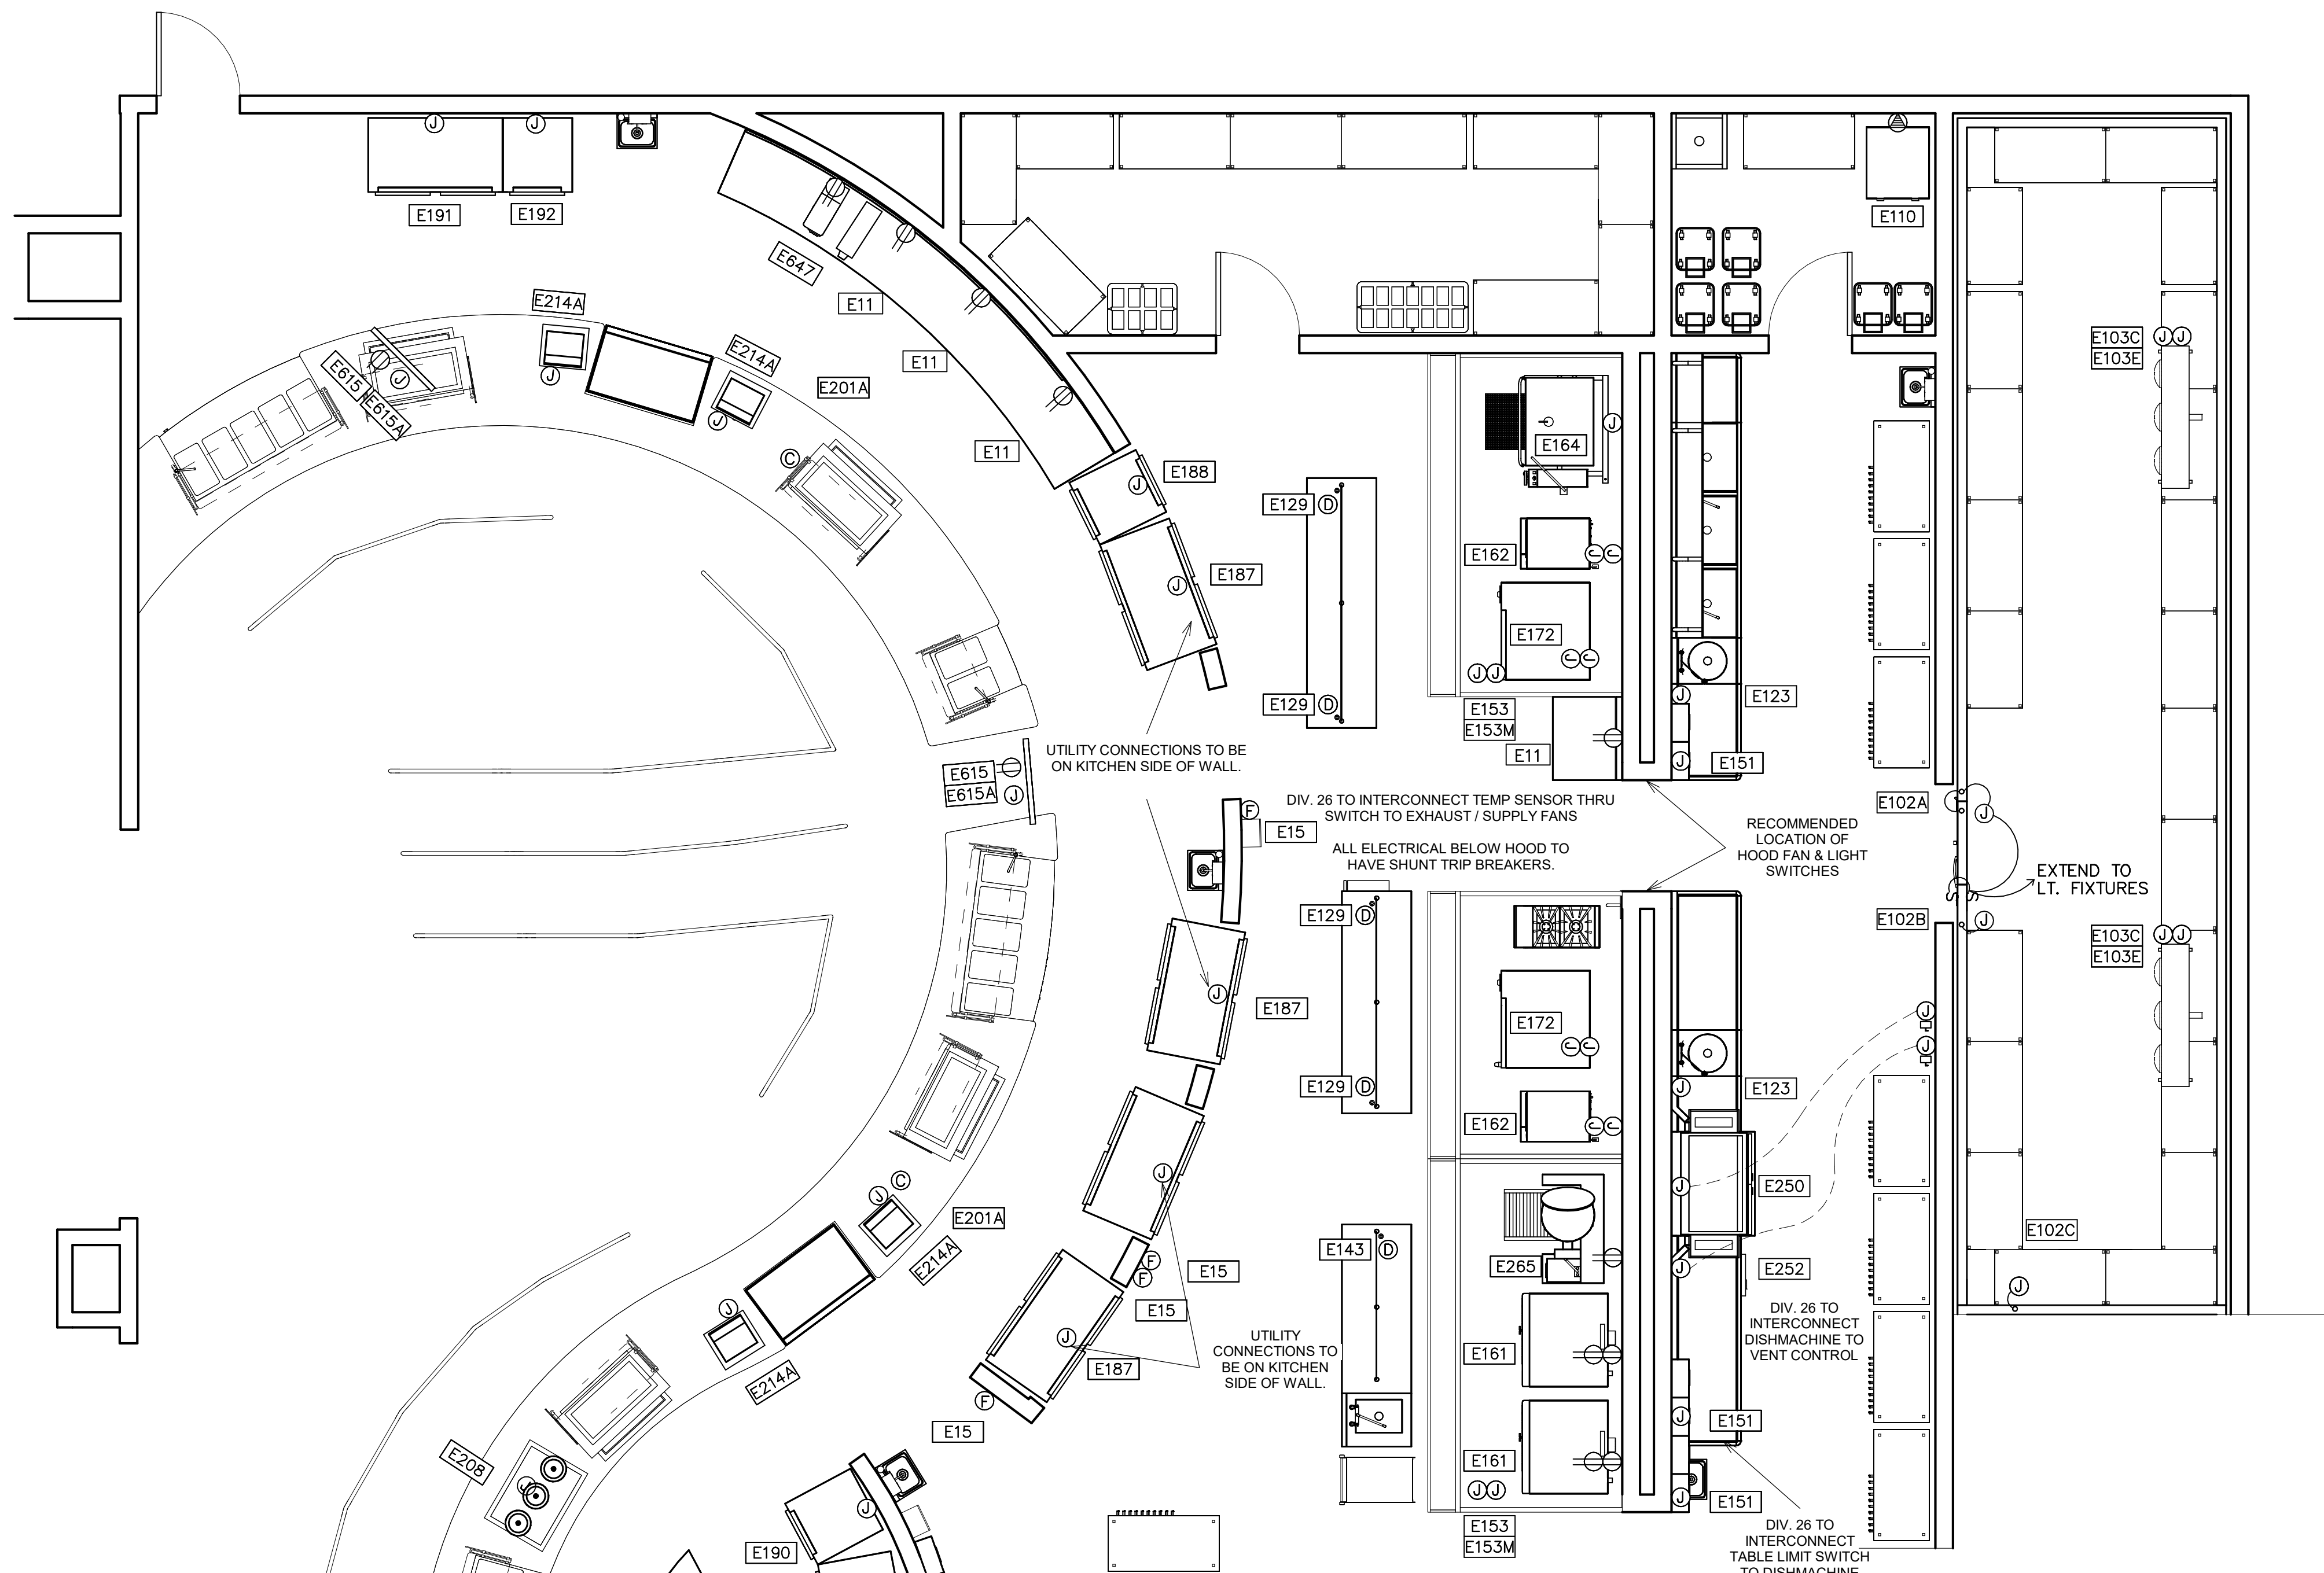 J
J
E191
E192
E110
E647
E11
E11
E11
E214A
E214A
E201A
E615
E615A
J
J
J
C
E103C
E103E
J J
E164
J
E188
J
E187
J
E129
D
E162
J J
E172
J J
J J
E129
D
E153
E153M
E11
E123
J
J
E151
UTILITY CONNECTIONS TO BE
ON KITCHEN SIDE OF WALL.
E615
E615A
J
DIV. 26 TO INTERCONNECT TEMP SENSOR THRU
SWITCH TO EXHAUST / SUPPLY FANS
ALL ELECTRICAL BELOW HOOD TO
HAVE SHUNT TRIP BREAKERS.
F
E15
RECOMMENDED
LOCATION OF
HOOD FAN & LIGHT
SWITCHES
E102A
J
EXTEND TO
LT. FIXTURES
E102B
J
E103C
E103E
J J
E129
D
E187
J
E172
J J
J
J
E129
D
E162
J J
E123
J
E250
J
J
C
J
E201A
E214A
E143
D
E265
E252
J
E102C
J
F
F
E15
E15
DIV. 26 TO
INTERCONNECT
DISHMACHINE TO
VENT CONTROL
J
E214A
J
E187
UTILITY
CONNECTIONS TO
BE ON KITCHEN
SIDE OF WALL.
E161
F
E15
E151
J
E208
J
E161
J J
E151
J
J
E190
E153
E153M
DIV. 26 TO
INTERCONNECT
TABLE LIMIT SWITCH
TO DISHMACHINE